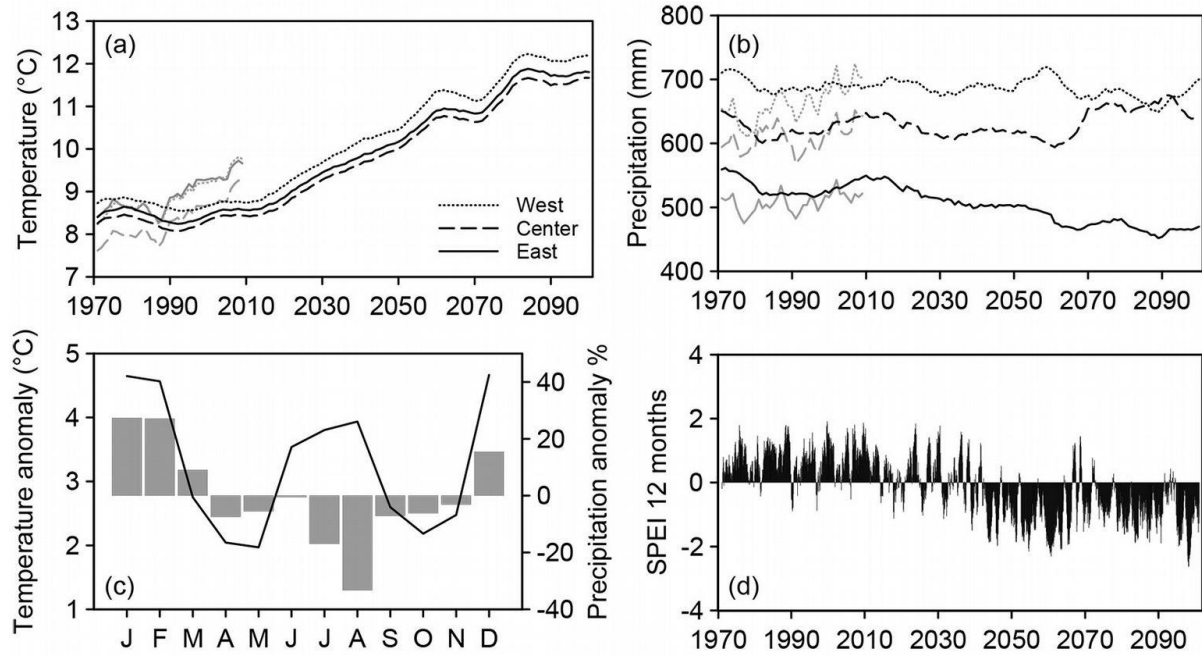 (a)
Temperature (°C)
13
12
11
10
9
8
7
West
Center
East
1970 1990 2010 2030 2050 2070 2090
(b)
Precipitation (mm)
800
700
600
500
400
1970 1990 2010 2030 2050 2070 2090
(c)
Temperature anomaly (°C)
5
4
3
2
1
Precipitation anomaly %
40
20
0
-20
-40
J F M A M J J A S O N D
(d)
SPEI 12 months
4
2
0
-2
-4
1970 1990 2010 2030 2050 2070 2090